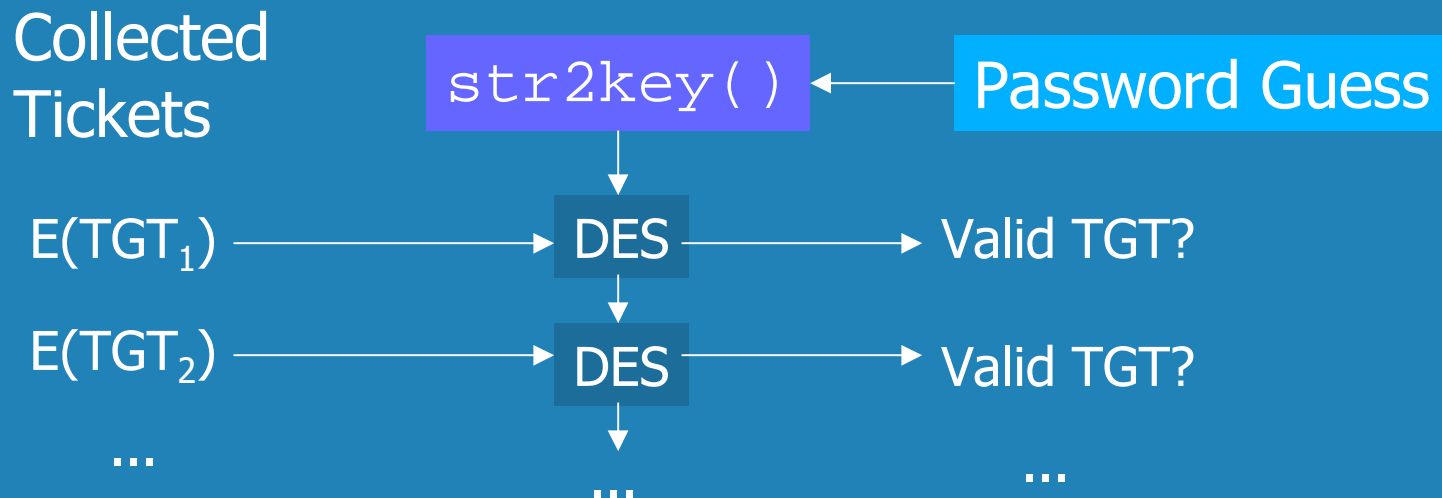 Collected
Tickets
str2key()
Password Guess
E(TGT₁)
DES
Valid TGT?
E(TGT₂)
DES
Valid TGT?
...
...
...